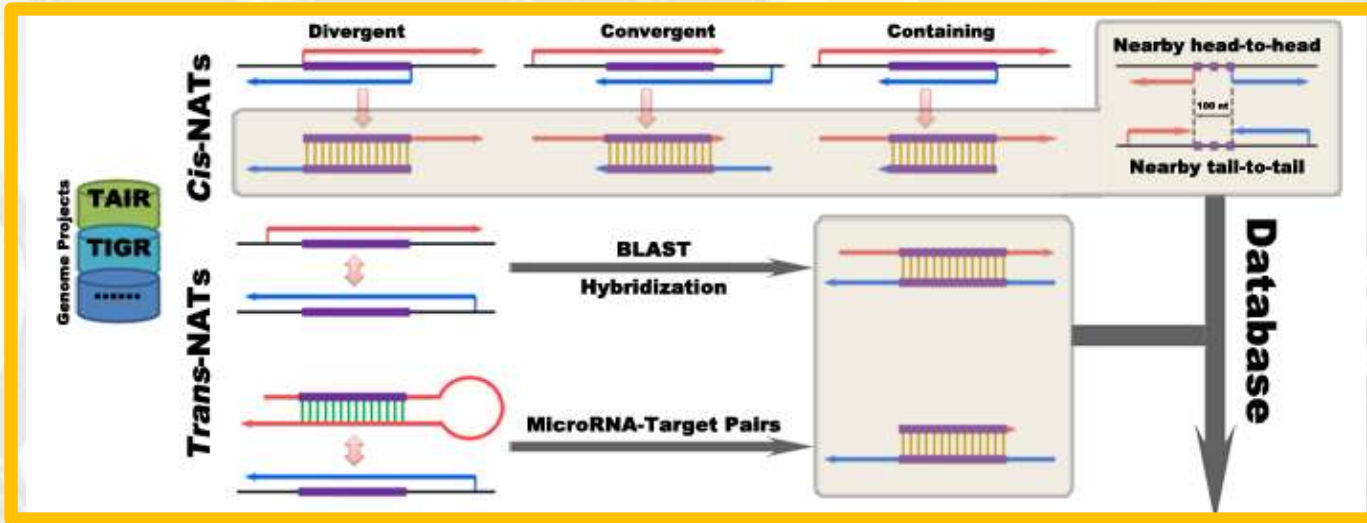 Divergent
Convergent
Containing
Nearby head-to-head
100 nt
Nearby tail-to-tail
Cis-NATs
Genome Projects
TAIR
TIGR
......
Trans-NATs
BLAST
Hybridization
MicroRNA-Target Pairs
Database